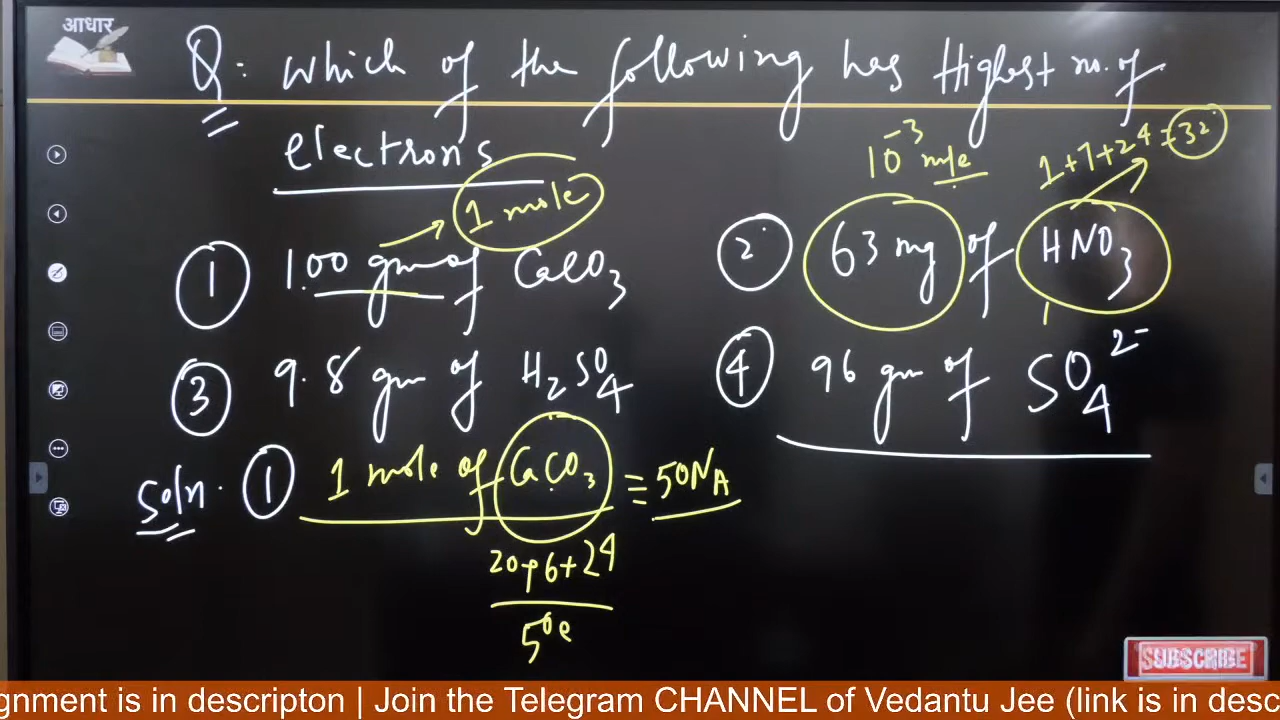 आधार
Q: which of the following has Highest no. of
electrons
1 mole
10⁻³ mole
1+7+24=32
① 100 gm of CaCO₃
② 63 mg of HNO₃
③ 9.8 gm of H₂SO₄
④ 96 gm of SO₄²⁻
Soln. ① 1 mole of CaCO₃ = 50NA
20+6+24
50e
SUBSCRIBE
gnment is in descripton | Join the Telegram CHANNEL of Vedantu Jee (link is in desc